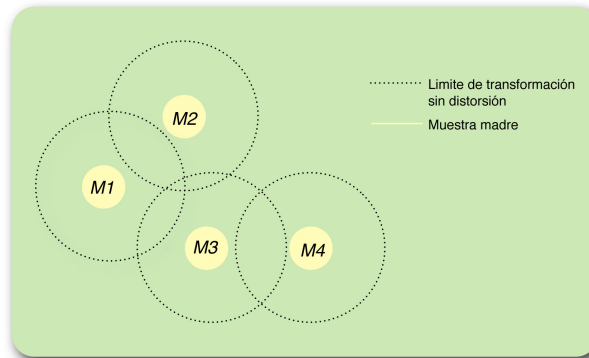 Limite de transformación
sin distorsión
Muestra madre
M2
M1
M3
M4